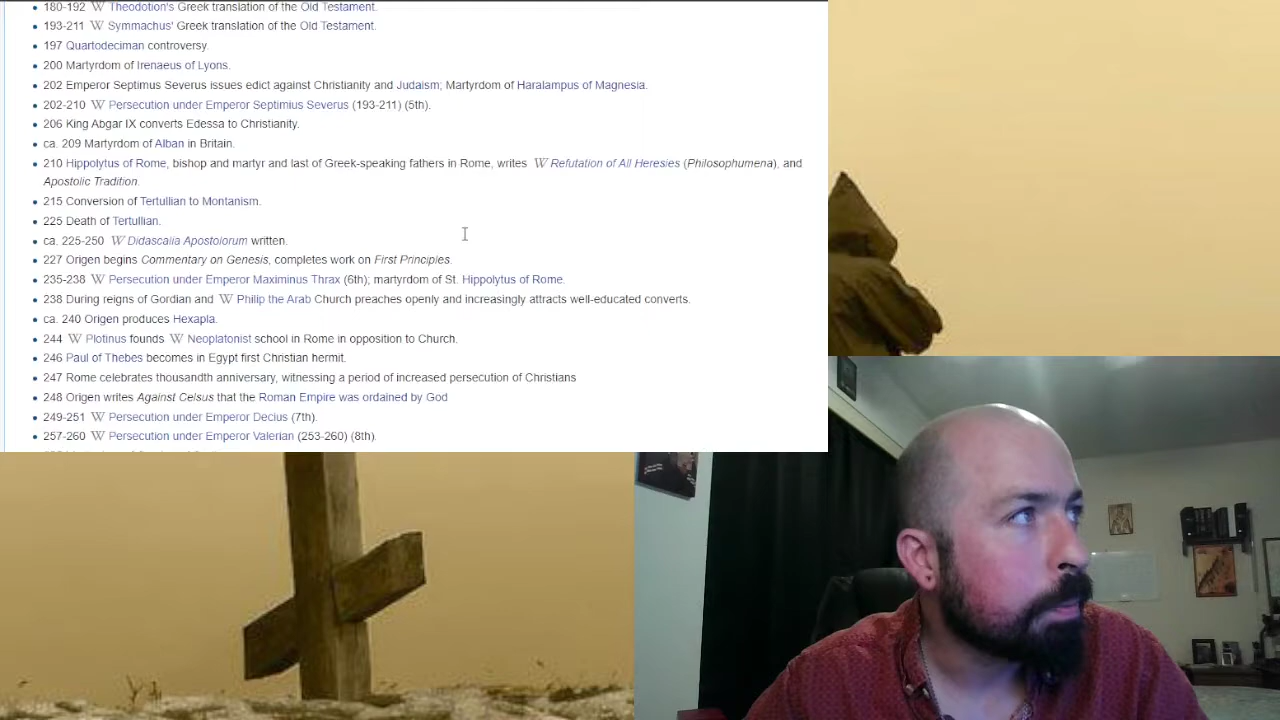 180-192 W Theodotion's Greek translation of the Old Testament.
193-211 W Symmachus' Greek translation of the Old Testament.
197 Quartodeciman controversy.
200 Martyrdom of Irenaeus of Lyons.
202 Emperor Septimus Severus issues edict against Christianity and Judaism; Martyrdom of Haralampus of Magnesia.
202-210 W Persecution under Emperor Septimius Severus (193-211) (5th).
206 King Abgar IX converts Edessa to Christianity.
ca. 209 Martyrdom of Alban in Britain.
210 Hippolytus of Rome, bishop and martyr and last of Greek-speaking fathers in Rome, writes W Refutation of All Heresies (Philosophumena), and
Apostolic Tradition.
215 Conversion of Tertullian to Montanism.
225 Death of Tertullian.
ca. 225-250 W Didascalia Apostolorum written.
227 Origen begins Commentary on Genesis, completes work on First Principles.
235-238 W Persecution under Emperor Maximinus Thrax (6th); martyrdom of St. Hippolytus of Rome.
238 During reigns of Gordian and W Philip the Arab Church preaches openly and increasingly attracts well-educated converts.
ca. 240 Origen produces Hexapla.
244 W Plotinus founds W Neoplatonist school in Rome in opposition to Church.
246 Paul of Thebes becomes in Egypt first Christian hermit.
247 Rome celebrates thousandth anniversary, witnessing a period of increased persecution of Christians
248 Origen writes Against Celsus that the Roman Empire was ordained by God
249-251 W Persecution under Emperor Decius (7th).
257-260 W Persecution under Emperor Valerian (253-260) (8th).